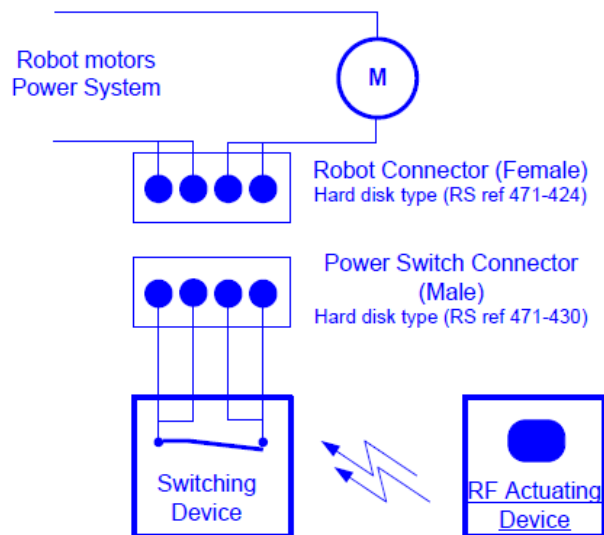 Robot motors
Power System
M
Robot Connector (Female)
Hard disk type (RS ref 471-424)
Power Switch Connector
(Male)
Hard disk type (RS ref 471-430)
Switching
Device
RF Actuating
Device